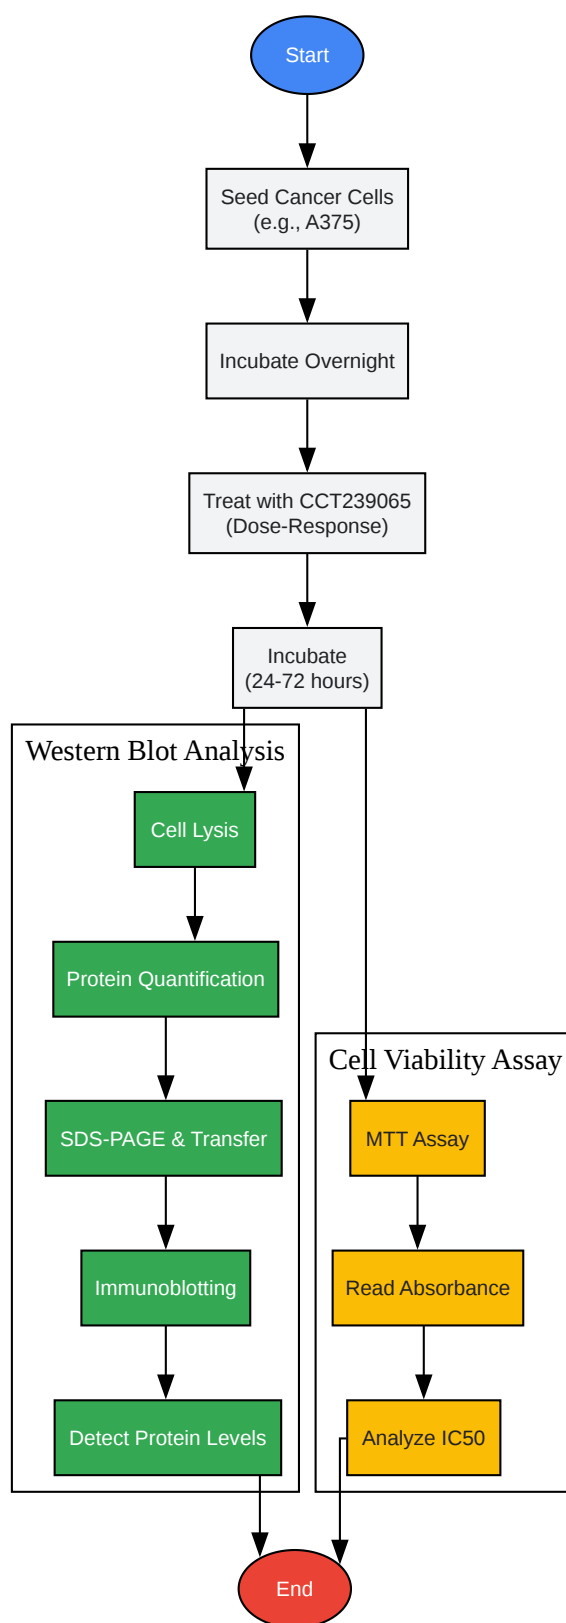 Start
Seed Cancer Cells
(e.g., A375)
Incubate Overnight
Treat with CCT239065
(Dose-Response)
Incubate
(24-72 hours)
Western Blot Analysis
Cell Lysis
Protein Quantification
SDS-PAGE & Transfer
Immunoblotting
Detect Protein Levels
Cell Viability Assay
MTT Assay
Read Absorbance
Analyze IC50
End